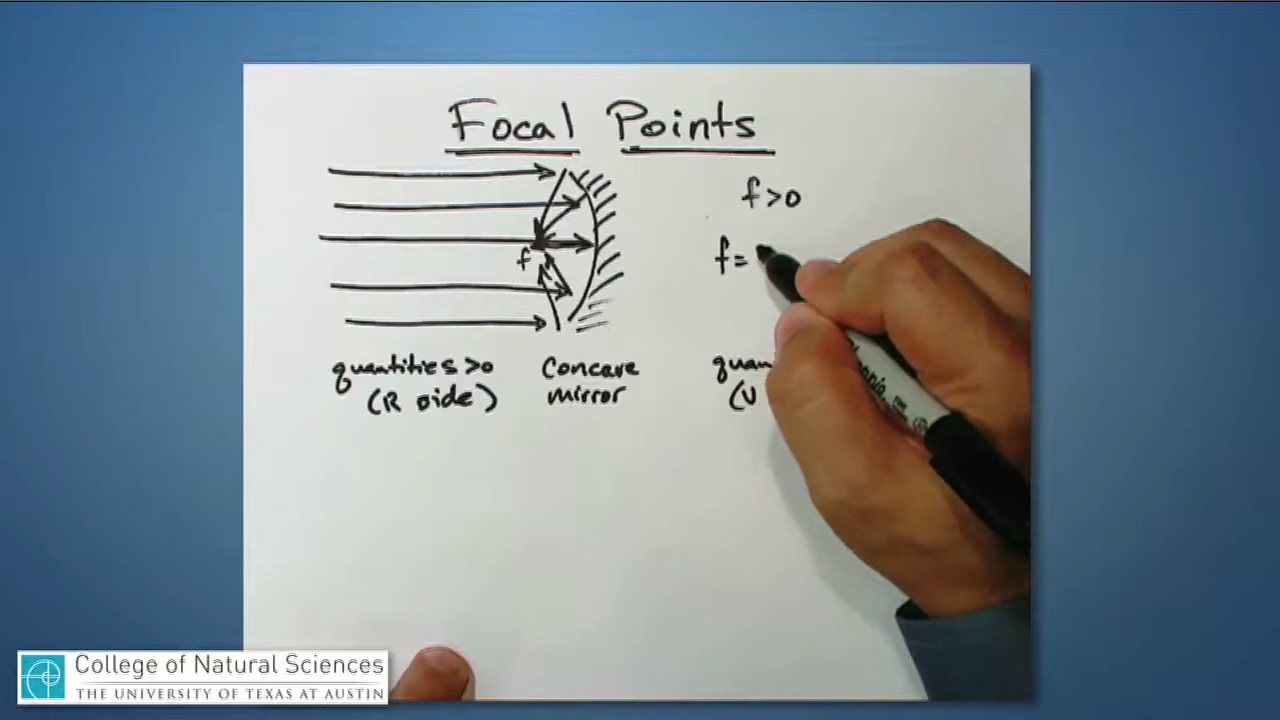 Focal Points
f>0
f
f=
quantities >0
(R side)
Concave
mirror
College of Natural Sciences
THE UNIVERSITY OF TEXAS AT AUSTIN